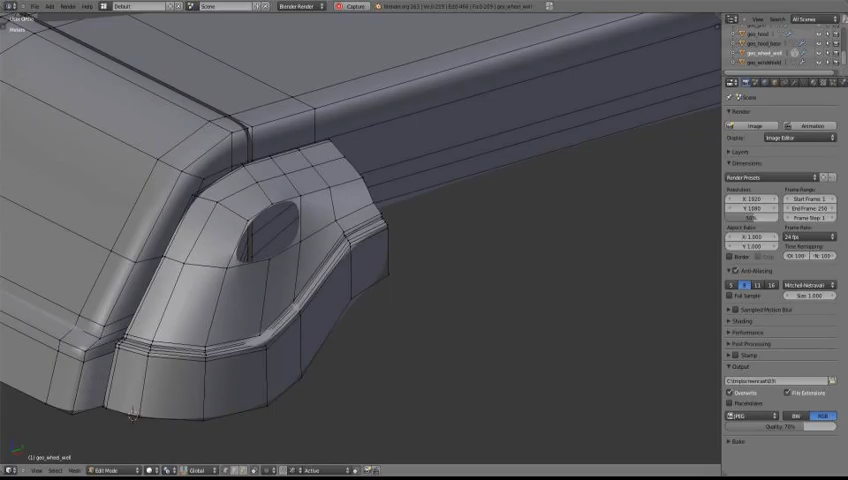 File Add Render Help Default Scene Blender Render Capture
User Ortho
Meters
View Search All Scenes
geo_hood
geo_hood_base
geo_wheel_well
geo_windshield
Scene
Render
Image Animation
Display: Image Editor
Layers
Dimensions
Render Presets
Resolution: Frame Range:
X: 1920 Start Frame: 1
Y: 1080 End Frame: 250
50% Frame Step: 1
Aspect Ratio: Frame Rate:
X: 1.000 24 fps
Y: 1.000 Time Remapping:
Border Crop
Anti-Aliasing
5 8 11 16 Mitchell-Netravali
Full Sample Size: 1.000
Sampled Motion Blur
Shading
Performance
Post Processing
Stamp
Output
Overwrite File Extensions
Placeholders
JPEG BW RGB
Quality: 70%
Bake
(1) geo_wheel_well
View Select Mesh Edit Mode Global Active